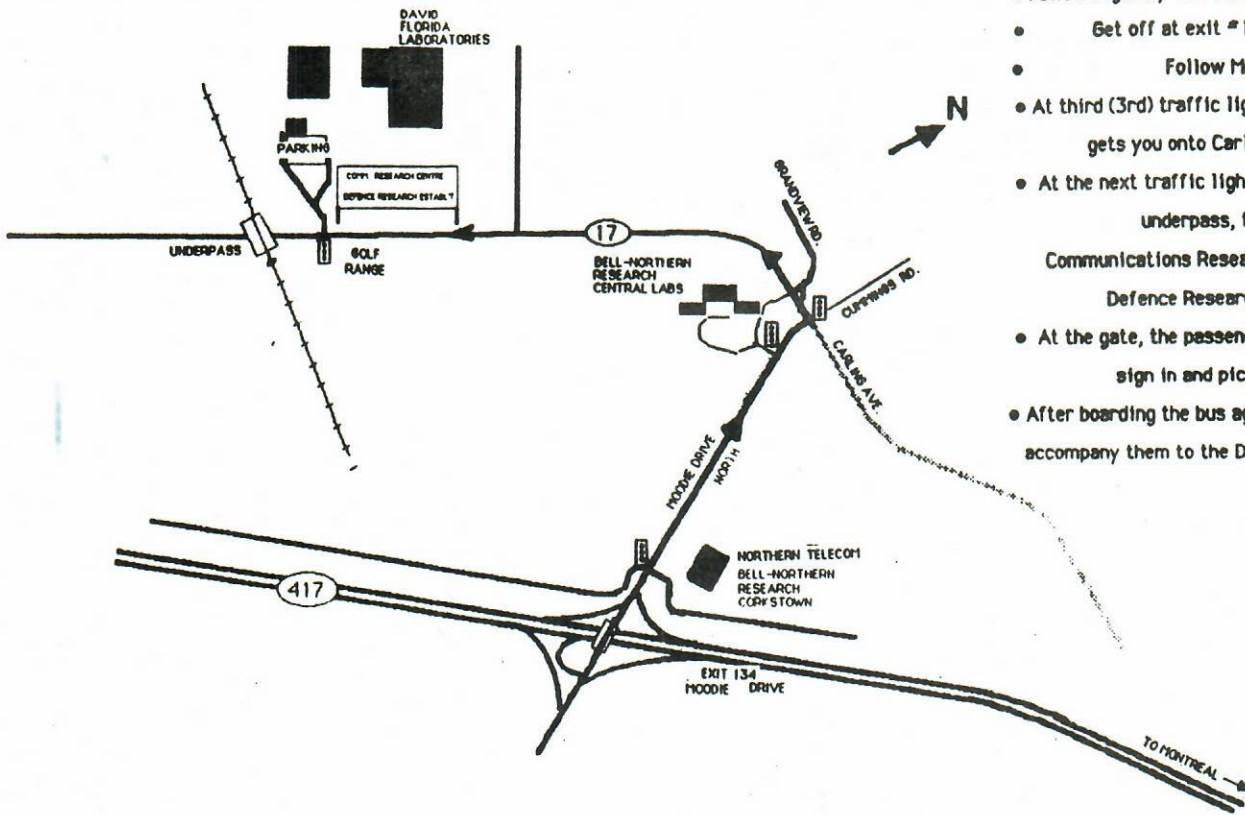 DAVID
FLORIDA
LABORATORIES
PARKING
COMM RESEARCH CENTRE
DEFENCE RESEARCH ESTABL'T
UNDERPASS
GOLF
RANGE
17
BELL-NORTHERN
RESEARCH
CENTRAL LABS
N
GRANDVIEW RD.
CUMMINGS RD.
CARLING AVE.
MOODIE DRIVE
NORTH
NORTHERN TELECOM
BELL-NORTHERN
RESEARCH
CORKSTOWN
417
EXIT 134
MOODIE DRIVE
TO MONTREAL
• Get off at exit #
• Follow M
• At third (3rd) traffic lig
gets you onto Carl
• At the next traffic ligh
underpass,
Communications Resea
Defence Resear
• At the gate, the passen
sign in and pic
• After boarding the bus ag
accompany them to the D